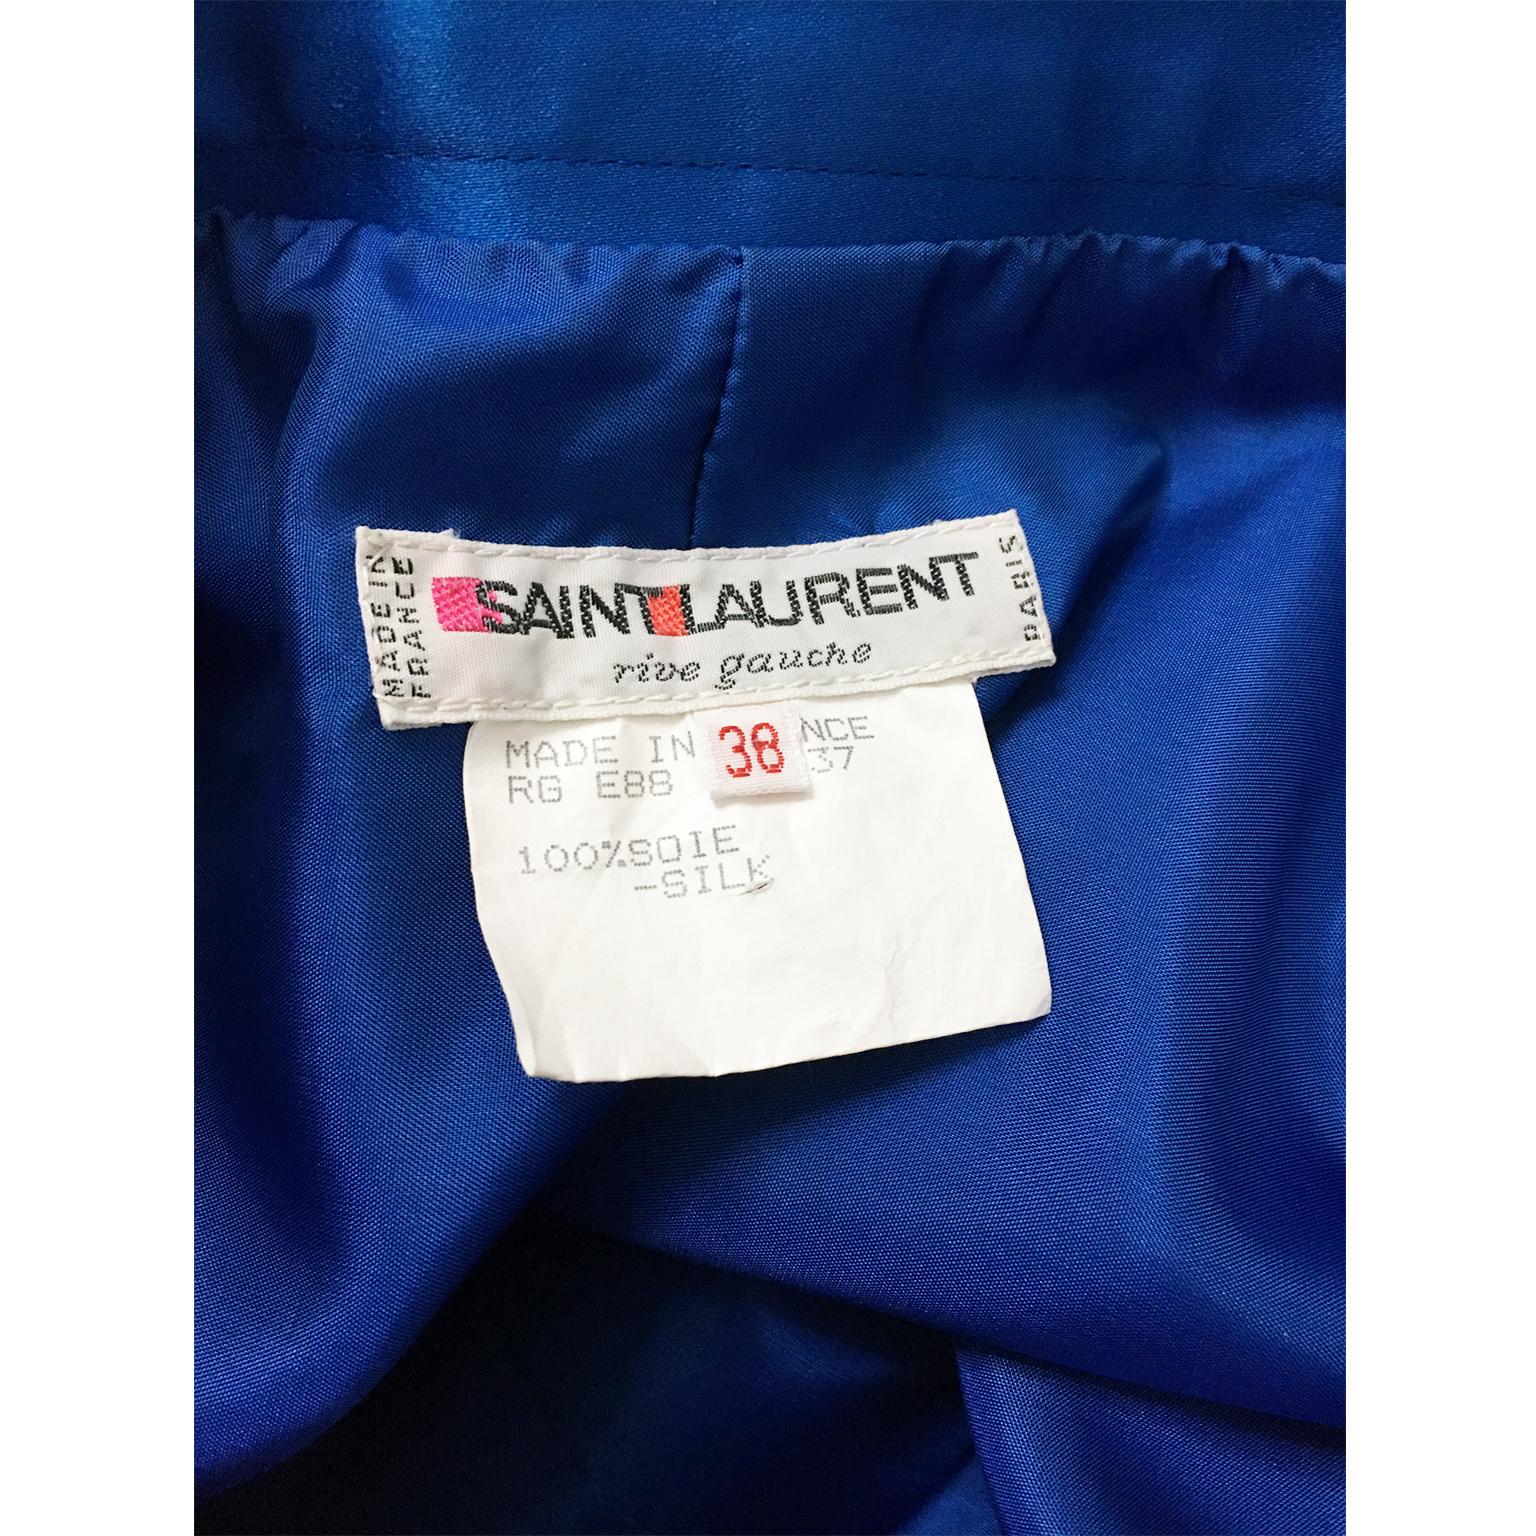 MADE IN
FRANCE
SAINT LAURENT
rive gauche
PARIS
38
MADE IN NCE
RG E88 37
100%SOIE
-SILK